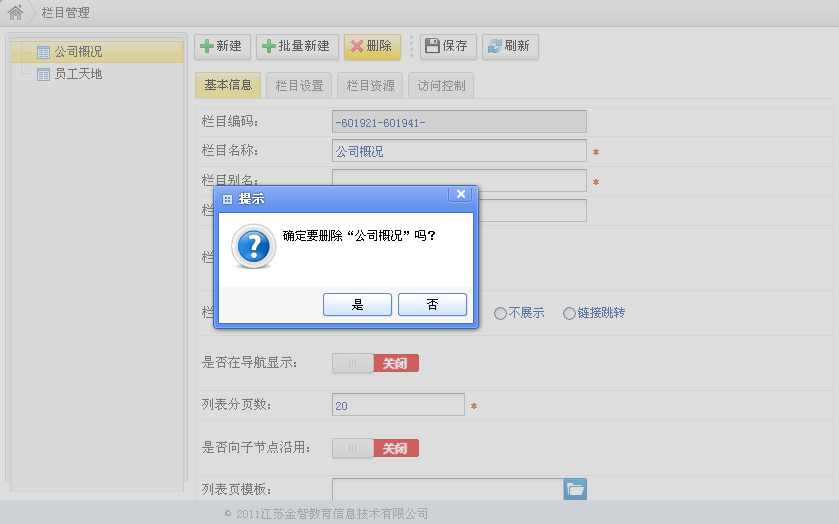 栏目管理
公司概况
员工天地
新建 批量新建 删除 保存 刷新
基本信息 栏目设置 栏目资源 访问控制
栏目编码： -601921-601941-
栏目名称： 公司概况 *
栏目别名： *
栏
栏
栏 不展示 链接跳转
提示
确定要删除“公司概况”吗？
是 否
是否在导航显示： 关闭
列表分页数： 20 *
是否向子节点沿用： 关闭
列表页模板：
© 2011江苏金智教育信息技术有限公司